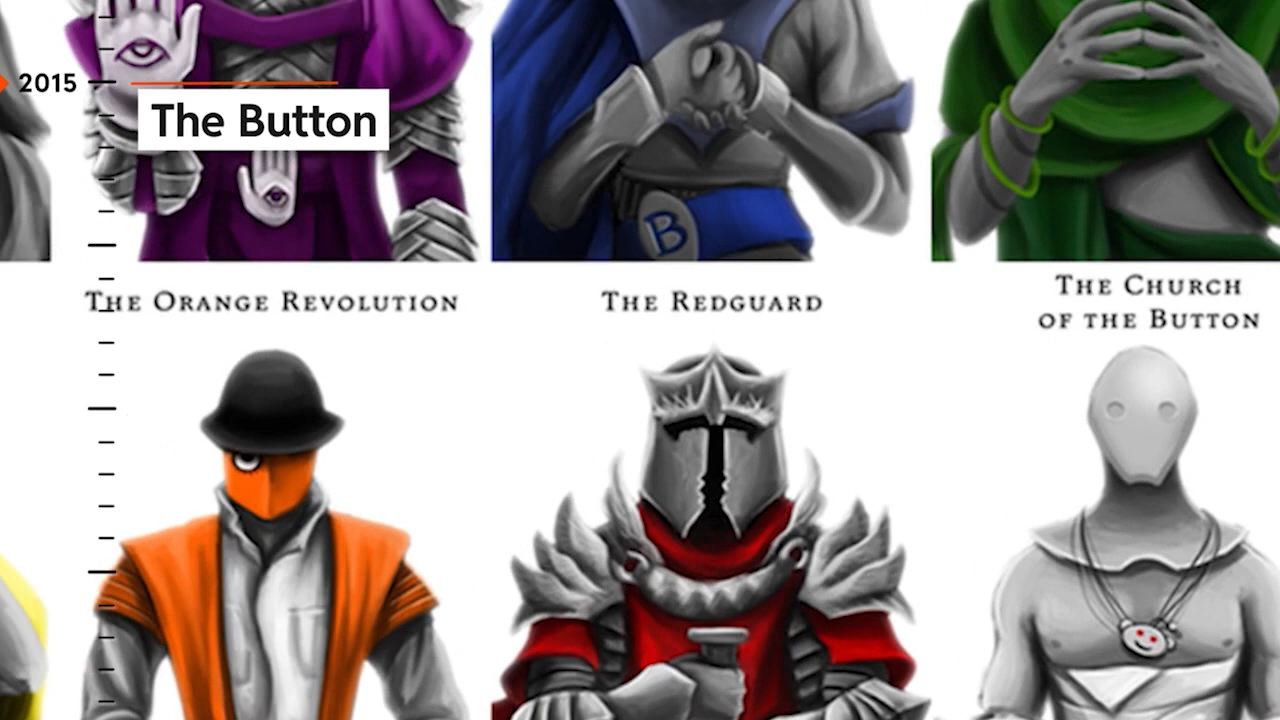 2015
The Button
B
THE ORANGE REVOLUTION
THE REDGUARD
THE CHURCH
OF THE BUTTON